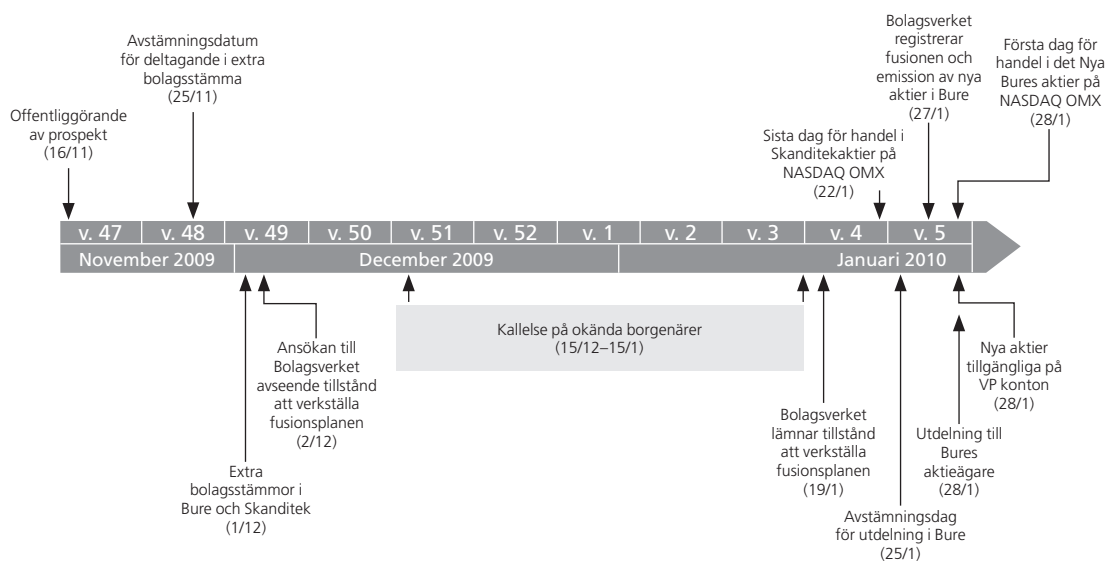 Offentliggörande
av prospekt
(16/11)
Avstämningsdatum
för deltagande i extra
bolagsstämma
(25/11)
Sista dag för handel i
Skanditekaktier på
NASDAQ OMX
(22/1)
Bolagsverket
registrerar
fusionen och
emission av nya
aktier i Bure
(27/1)
Första dag för
handel i det Nya
Bures aktier på
NASDAQ OMX
(28/1)
v. 47 v. 48 v. 49 v. 50 v. 51 v. 52 v. 1 v. 2 v. 3 v. 4 v. 5
November 2009 December 2009 Januari 2010
Extra
bolagsstämmor i
Bure och Skanditek
(1/12)
Ansökan till
Bolagsverket
avseende tillstånd
att verkställa
fusionsplanen
(2/12)
Kallelse på okända borgenärer
(15/12–15/1)
Bolagsverket
lämnar tillstånd
att verkställa
fusionsplanen
(19/1)
Avstämningsdag
för utdelning i Bure
(25/1)
Utdelning till
Bures
aktieägare
(28/1)
Nya aktier
tillgängliga på
VP konton
(28/1)